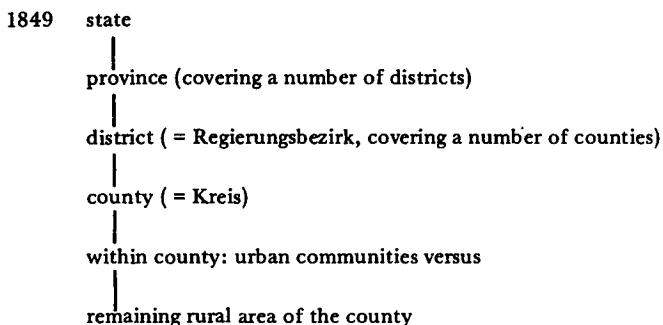 1849 state
province (covering a number of districts)
district ( = Regierungsbezirk, covering a number of counties)
county ( = Kreis)
within county: urban communities versus
remaining rural area of the county